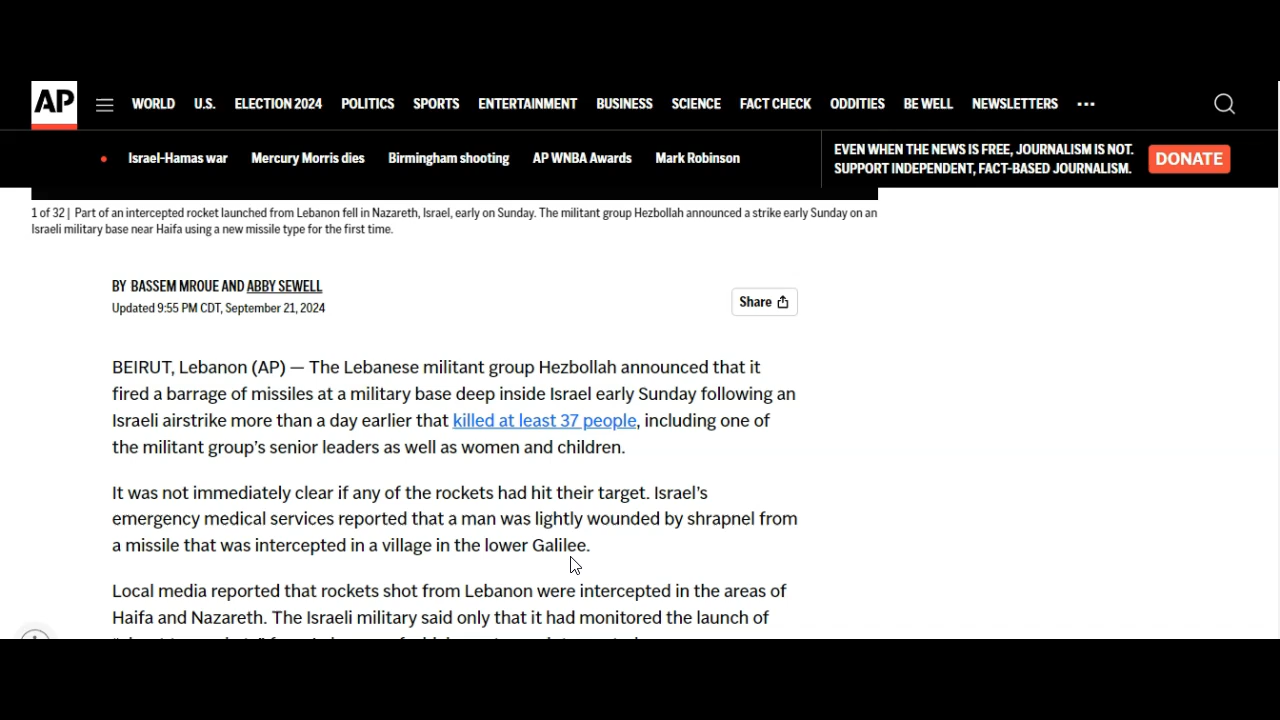 AP
WORLD U.S. ELECTION 2024 POLITICS SPORTS ENTERTAINMENT BUSINESS SCIENCE FACT CHECK ODDITIES BE WELL NEWSLETTERS
Israel-Hamas war Mercury Morris dies Birmingham shooting AP WNBA Awards Mark Robinson
EVEN WHEN THE NEWS IS FREE, JOURNALISM IS NOT.
SUPPORT INDEPENDENT, FACT-BASED JOURNALISM.
DONATE
1 of 32 | Part of an intercepted rocket launched from Lebanon fell in Nazareth, Israel, early on Sunday. The militant group Hezbollah announced a strike early Sunday on an
Israeli military base near Haifa using a new missile type for the first time.
BY BASSEM MROUE AND ABBY SEWELL
Updated 9:55 PM CDT, September 21, 2024
Share
BEIRUT, Lebanon (AP) — The Lebanese militant group Hezbollah announced that it
fired a barrage of missiles at a military base deep inside Israel early Sunday following an
Israeli airstrike more than a day earlier that killed at least 37 people, including one of
the militant group's senior leaders as well as women and children.
It was not immediately clear if any of the rockets had hit their target. Israel's
emergency medical services reported that a man was lightly wounded by shrapnel from
a missile that was intercepted in a village in the lower Galilee.
Local media reported that rockets shot from Lebanon were intercepted in the areas of
Haifa and Nazareth. The Israeli military said only that it had monitored the launch of